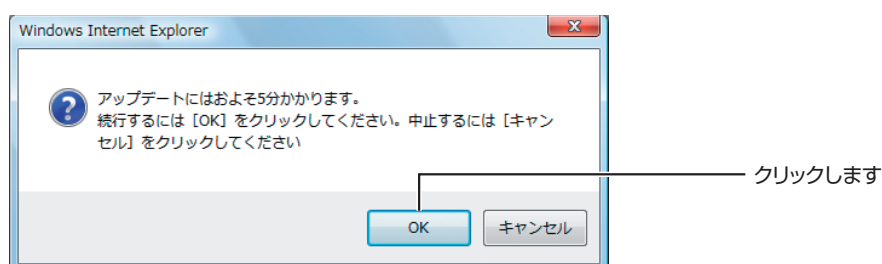 Windows Internet Explorer
アップデートにはおよそ5分かかります。
続行するには［OK］をクリックしてください。中止するには［キャン
セル］をクリックしてください
クリックします
OK
キャンセル